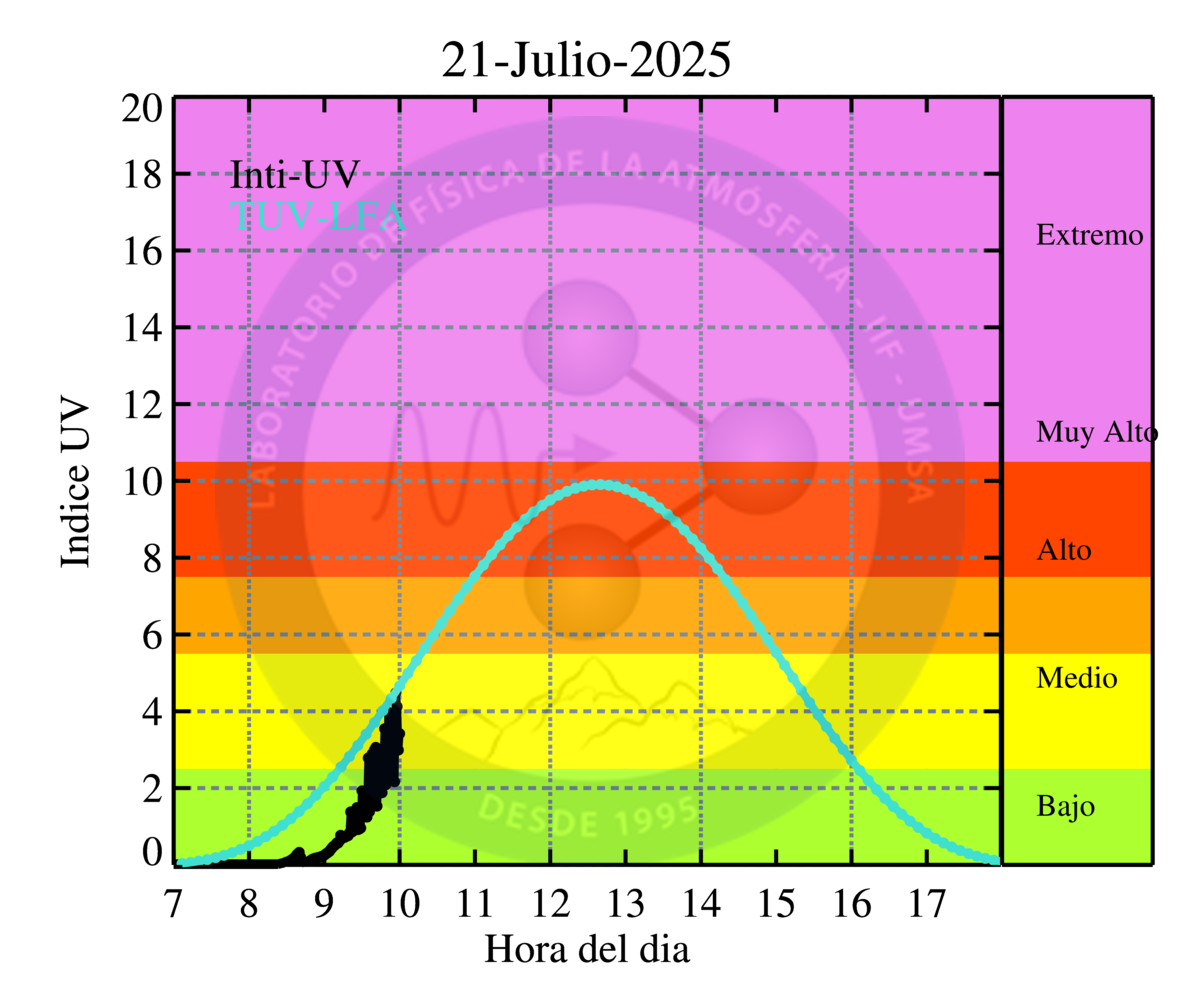 21-Julio-2025
20
18
16
14
12
10
8
6
4
2
0
Indice UV
Inti-UV
TUV-LFA
LABORATORIO DE FÍSICA DE LA ATMÓSFERA - IIF - UMSA
DESDE 1995
Extremo
Muy Alto
Alto
Medio
Bajo
7 8 9 10 11 12 13 14 15 16 17
Hora del dia